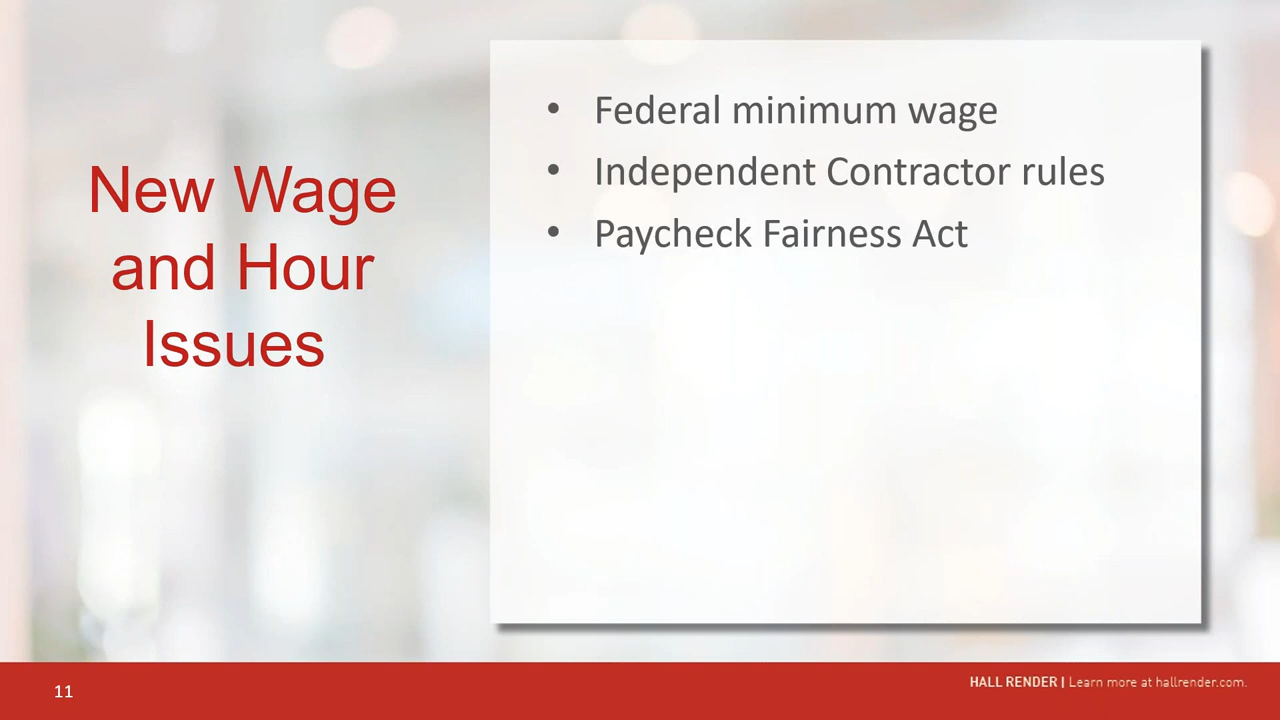 New Wage
and Hour
Issues
• Federal minimum wage
• Independent Contractor rules
• Paycheck Fairness Act
11
HALL RENDER | Learn more at hallrender.com.